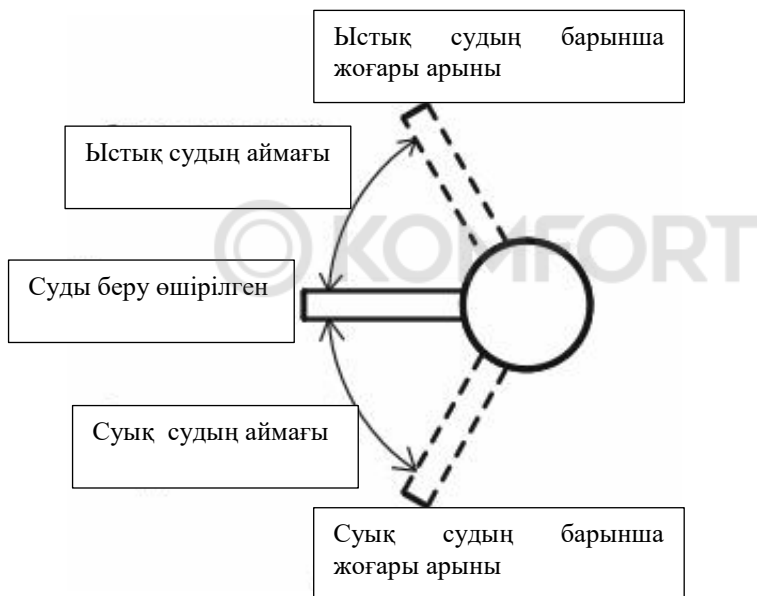 Ыстық судың барынша
жоғары арыны
Ыстық судың аймағы
© KOMFORT
Суды беру өшірілген
Суық судың аймағы
Суық судың барынша
жоғары арыны